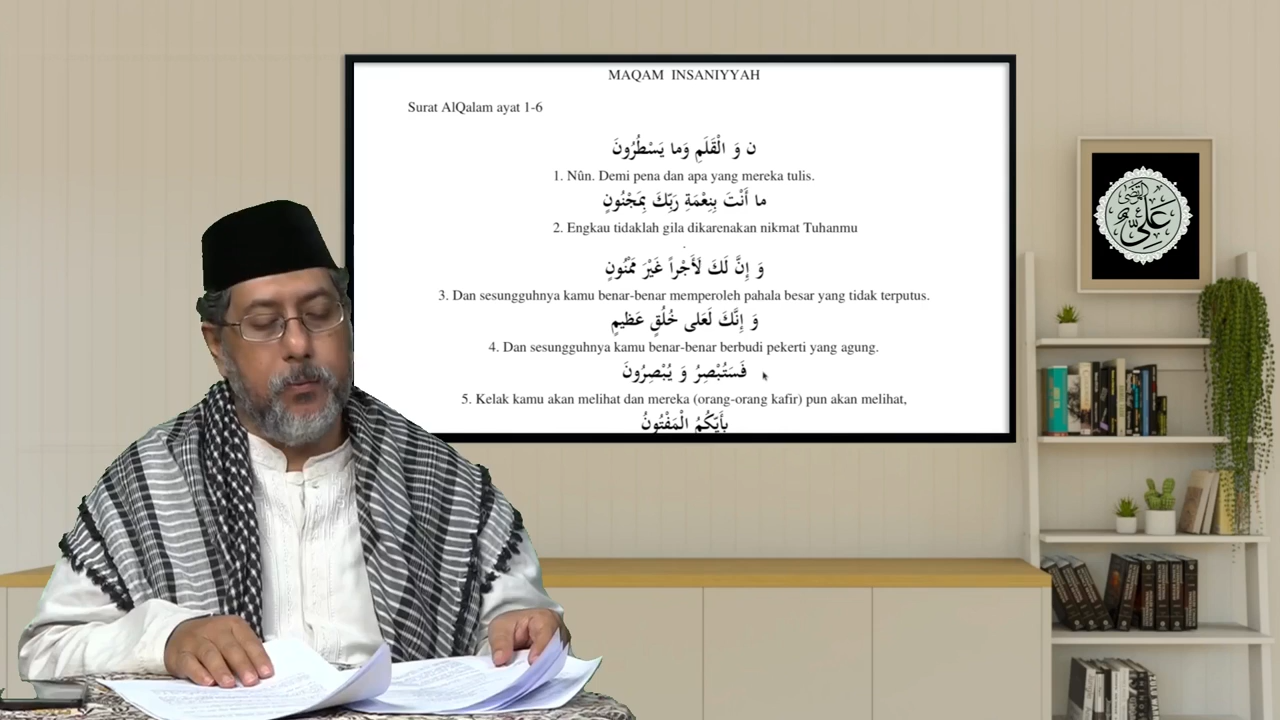 MAQAM INSANIYYAH
Surat AlQalam ayat 1-6
ن وَ الْقَلَمِ وَما يَسْطُرُونَ
1. Nûn. Demi pena dan apa yang mereka tulis.
ما أَنْتَ بِنِعْمَةِ رَبِّكَ بِمَجْنُونٍ
2. Engkau tidaklah gila dikarenakan nikmat Tuhanmu
.
وَ إِنَّ لَكَ لَأَجْراً غَيْرَ مَمْنُونٍ
3. Dan sesungguhnya kamu benar-benar memperoleh pahala besar yang tidak terputus.
وَ إِنَّكَ لَعَلى خُلُقٍ عَظيمٍ
4. Dan sesungguhnya kamu benar-benar berbudi pekerti yang agung.
فَسَتُبْصِرُ وَ يُبْصِرُونَ
5. Kelak kamu akan melihat dan mereka (orang-orang kafir) pun akan melihat,
بِأَيِّكُمُ الْمَفْتُونُ
علي
المرتضى